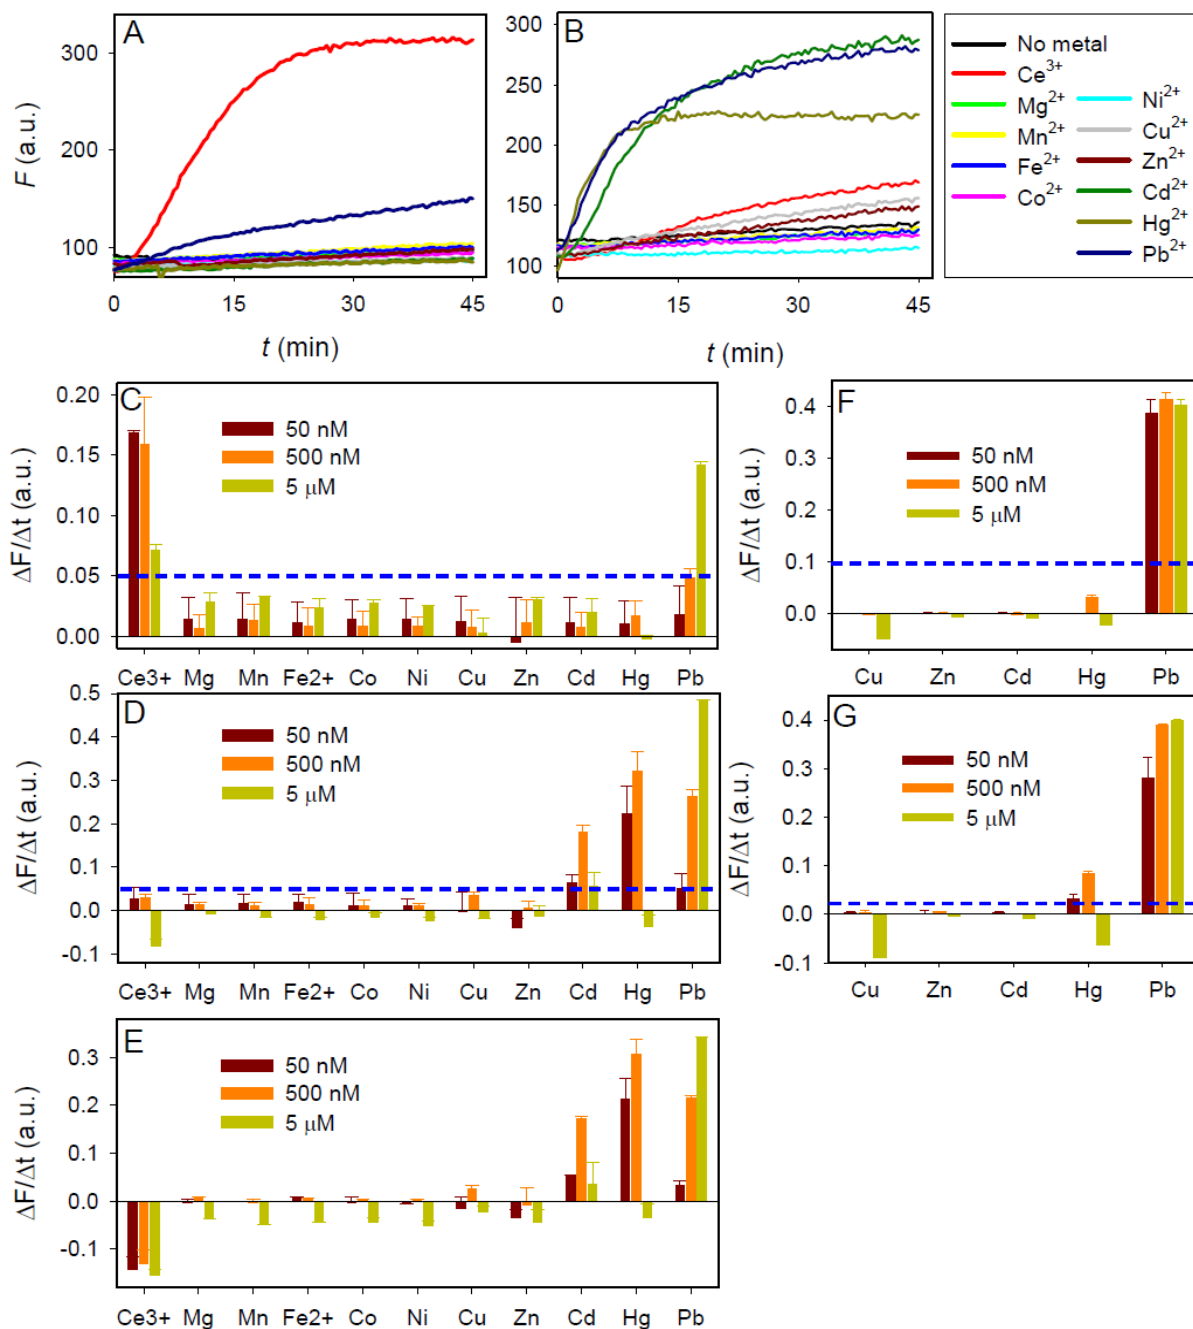 A
B
300
200
100
F (a.u.)
0
15
30
45
t (min)
300
250
200
150
100
0
15
30
45
t (min)
No metal
Ce3+
Mg2+
Mn2+
Fe2+
Co2+
Ni2+
Cu2+
Zn2+
Cd2+
Hg2+
Pb2+
C
50 nM
500 nM
5 μM
0.20
0.15
0.10
0.05
0.00
ΔF/Δt (a.u.)
Ce3+ Mg Mn Fe2+ Co Ni Cu Zn Cd Hg Pb
F
50 nM
500 nM
5 μM
0.4
0.3
0.2
0.1
0.0
ΔF/Δt (a.u.)
Cu Zn Cd Hg Pb
D
50 nM
500 nM
5 μM
0.5
0.4
0.3
0.2
0.1
0.0
-0.1
ΔF/Δt (a.u.)
Ce3+ Mg Mn Fe2+ Co Ni Cu Zn Cd Hg Pb
G
50 nM
500 nM
5 μM
0.4
0.3
0.2
0.1
0.0
-0.1
ΔF/Δt (a.u.)
Cu Zn Cd Hg Pb
E
50 nM
500 nM
5 μM
0.3
0.2
0.1
0.0
-0.1
ΔF/Δt (a.u.)
Ce3+ Mg Mn Fe2+ Co Ni Cu Zn Cd Hg Pb